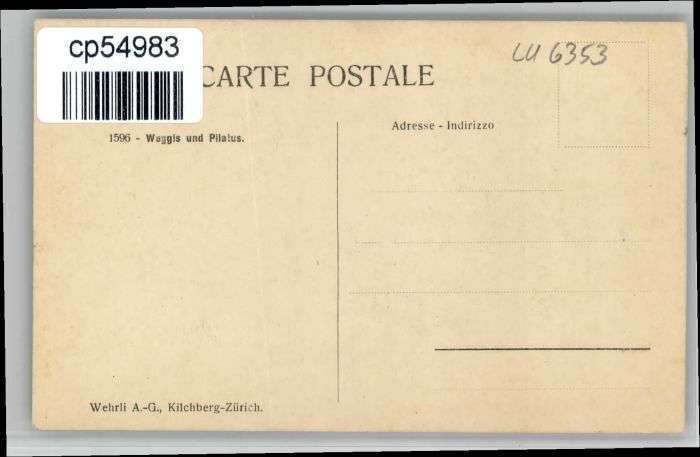 cp54983
LU 6353
CARTE POSTALE
Adresse - Indirizzo
1596 - Weggis und Pilatus.
Wehrli A.-G., Kilchberg-Zürich.